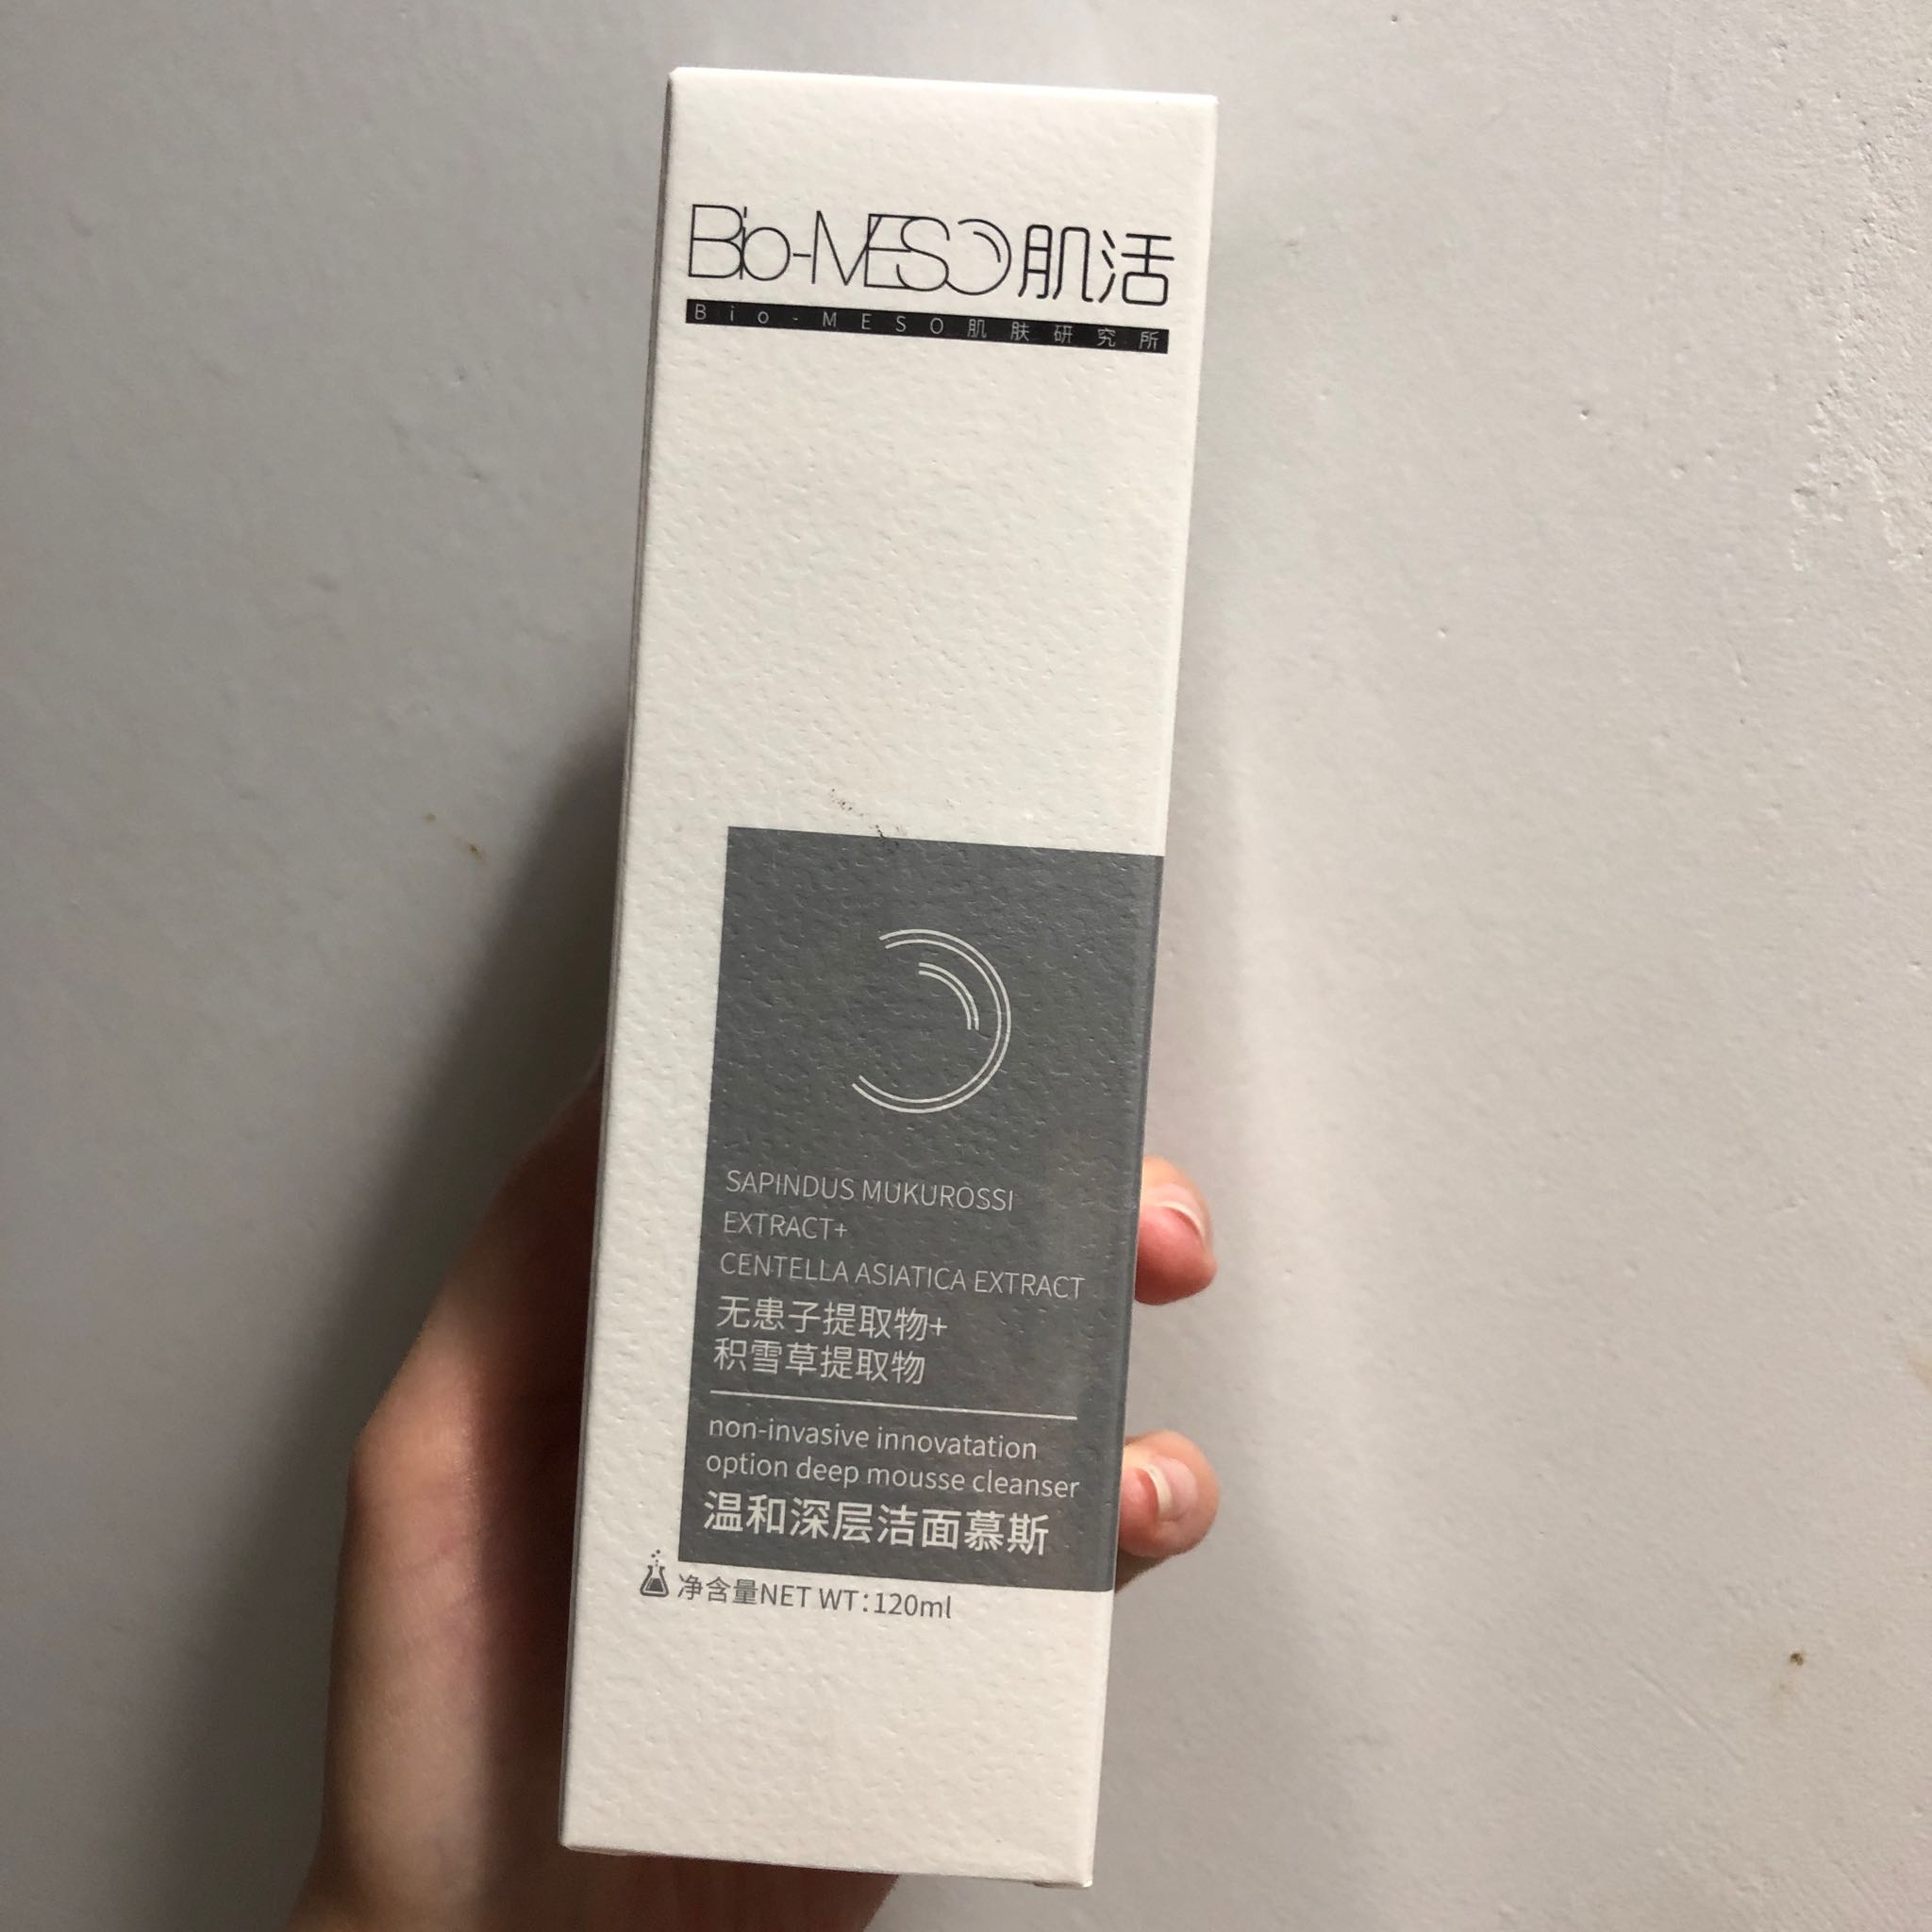 Bio-MESO肌活
Bio-MESO肌肤研究所
SAPINDUS MUKUROSSI
EXTRACT+
CENTELLA ASIATICA EXTRACT
无患子提取物+
积雪草提取物
non-invasive innovatation
option deep mousse cleanser
温和深层洁面慕斯
净含量NET WT:120ml